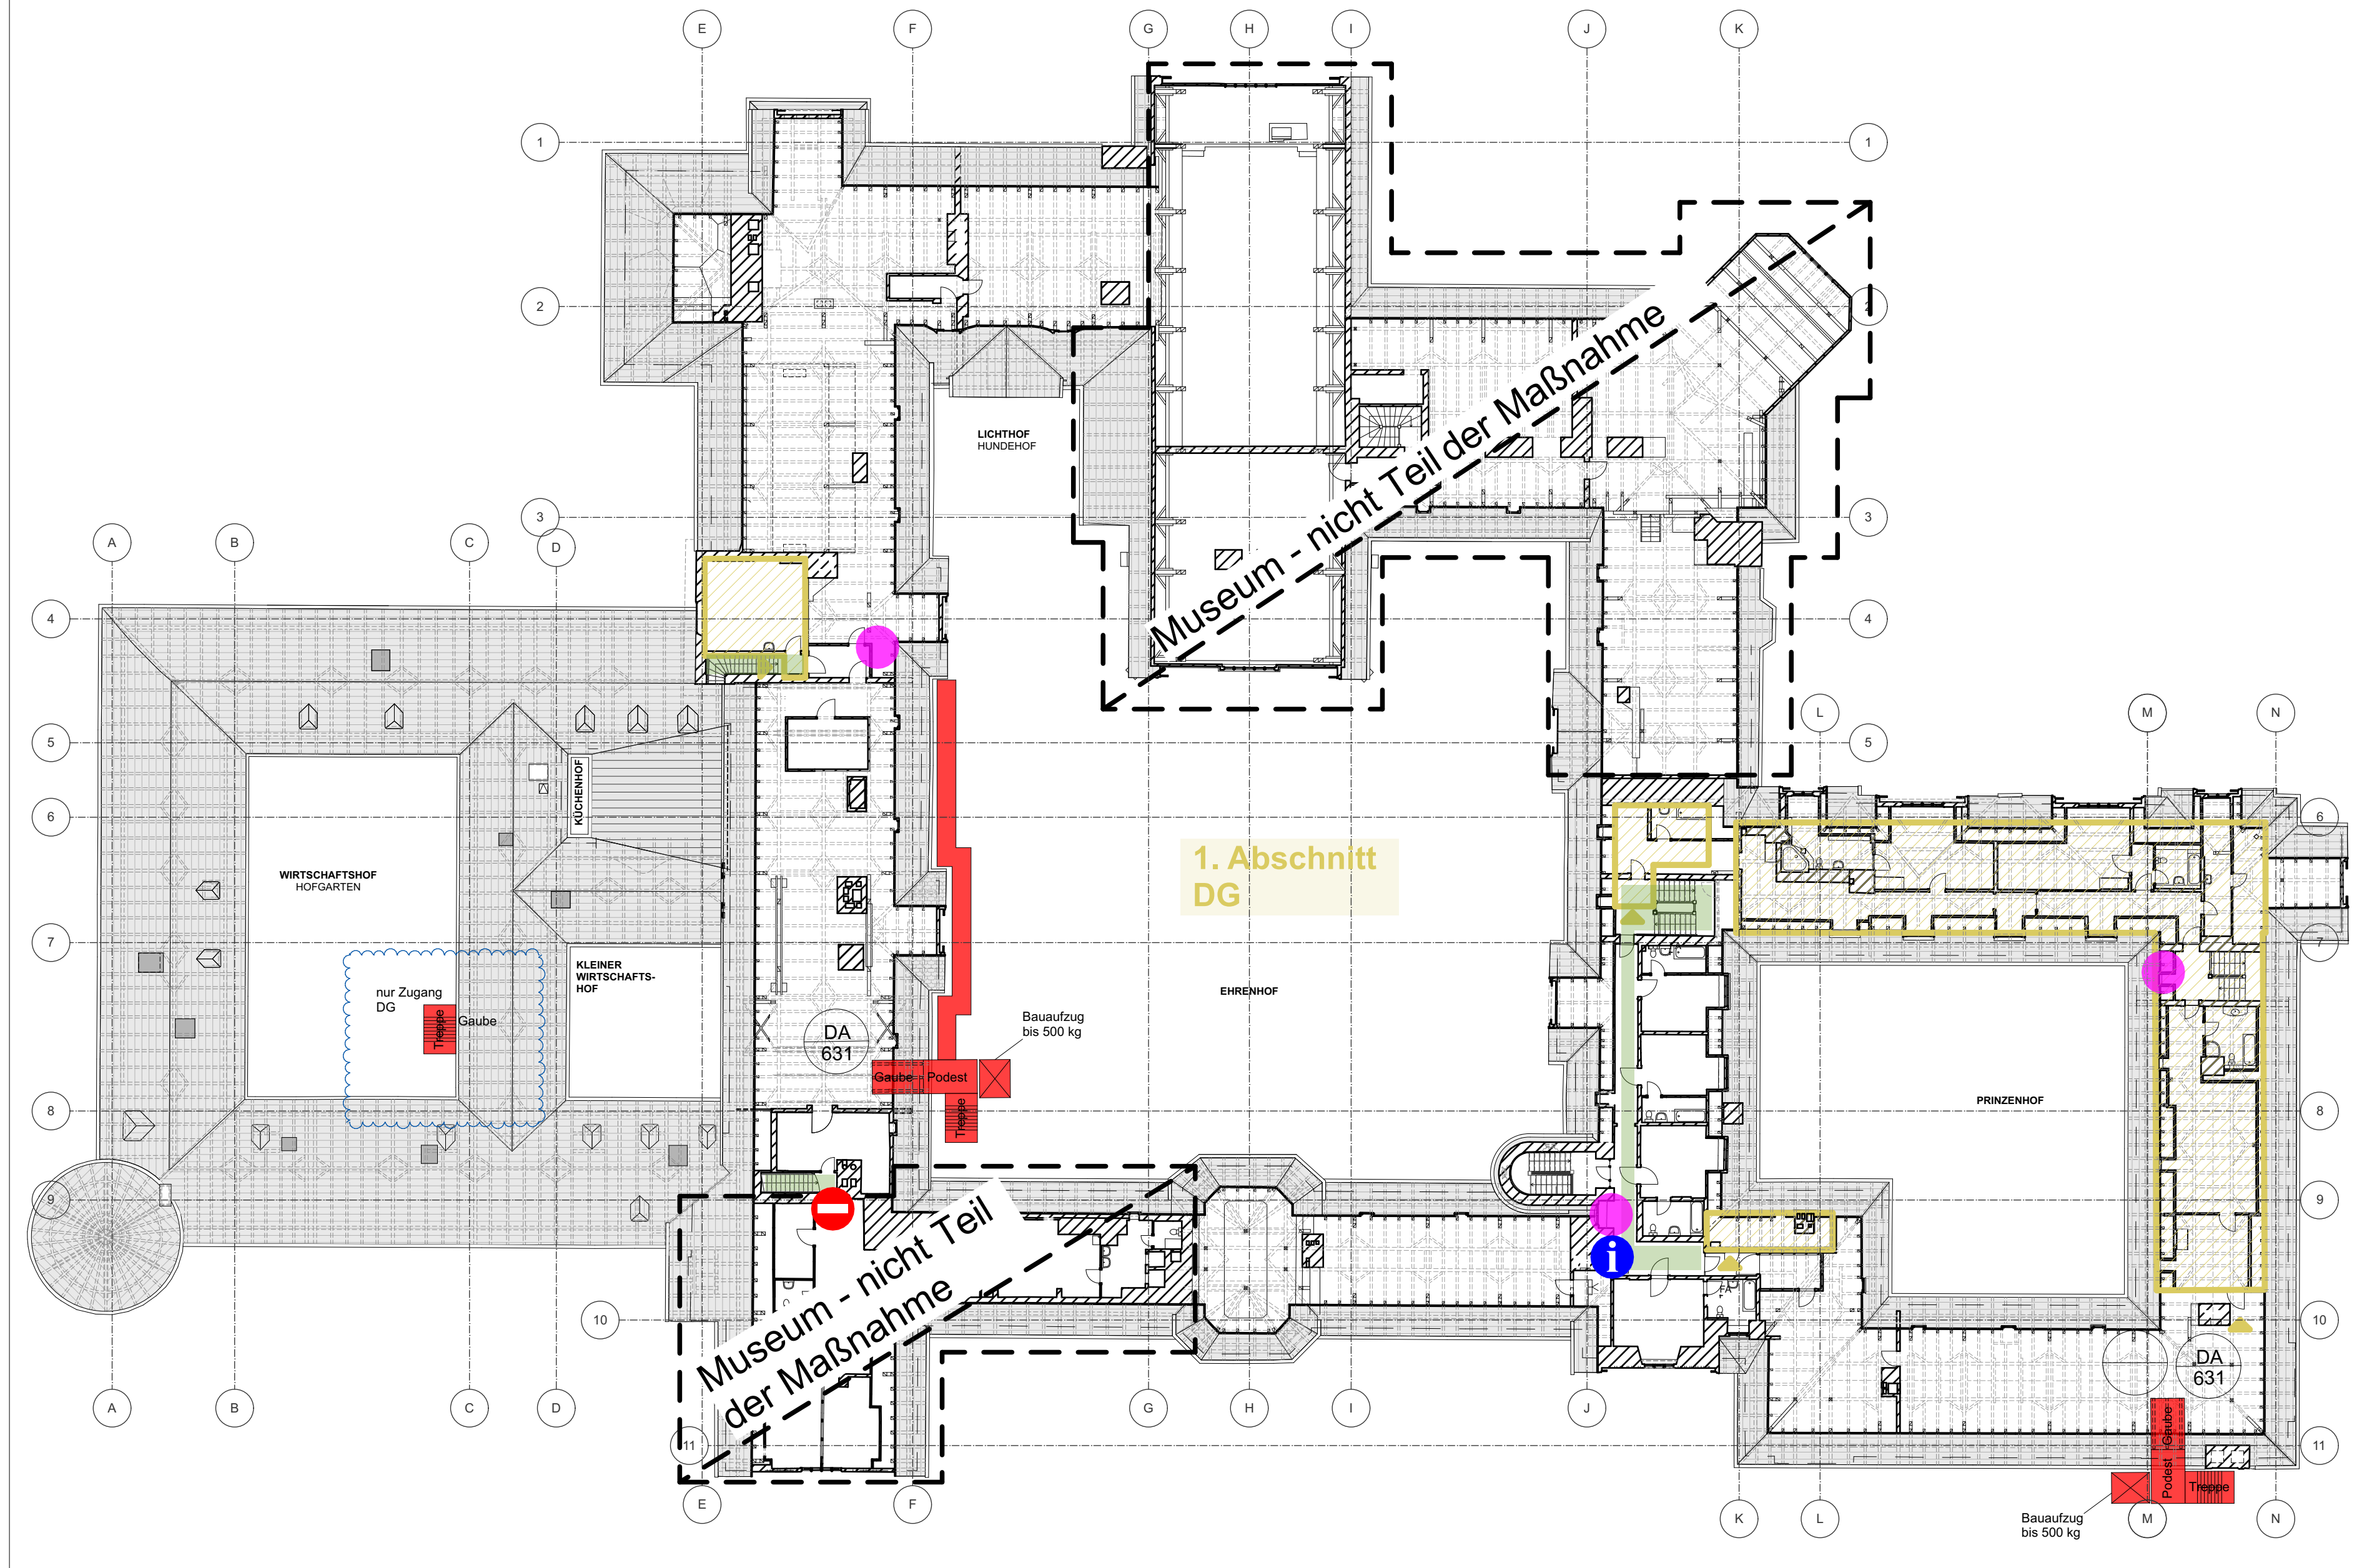 E
F
G
H
I
J
K
1
1
2
2
LICHTHOF
HUNDEHOF
Museum - nicht Teil der Maßnahme
3
3
A
B
C
D
4
4
L
M
N
5
5
KÜCHENHOF
6
6
1. Abschnitt
DG
WIRTSCHAFTSHOF
HOFGARTEN
7
7
KLEINER
WIRTSCHAFTS-
HOF
nur Zugang
DG
Treppe
Gaube
EHRENHOF
Bauaufzug
bis 500 kg
DA
631
Gaube
Podest
Treppe
PRINZENHOF
8
8
9
9
i
Museum - nicht Teil
der Maßnahme
FA
10
10
DA
631
A
B
C
D
G
H
I
J
Gaube
Podest
Treppe
11
11
Bauaufzug
bis 500 kg
E
F
K
L
M
N